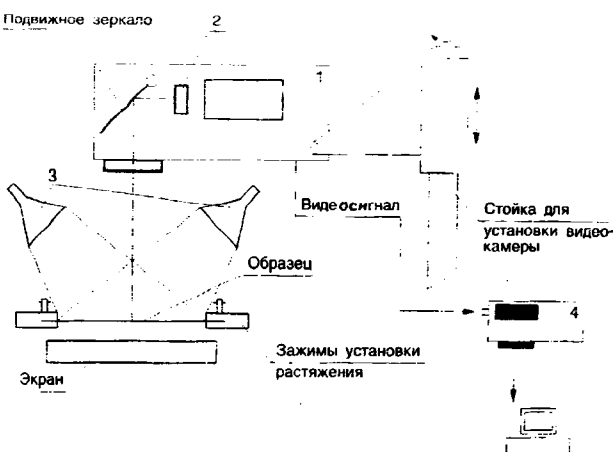 Подвижное зеркало
2
1
3
Видеосигнал
Стойка для
установки видео-
камеры
Образец
4
Зажимы установки
растяжения
Экран